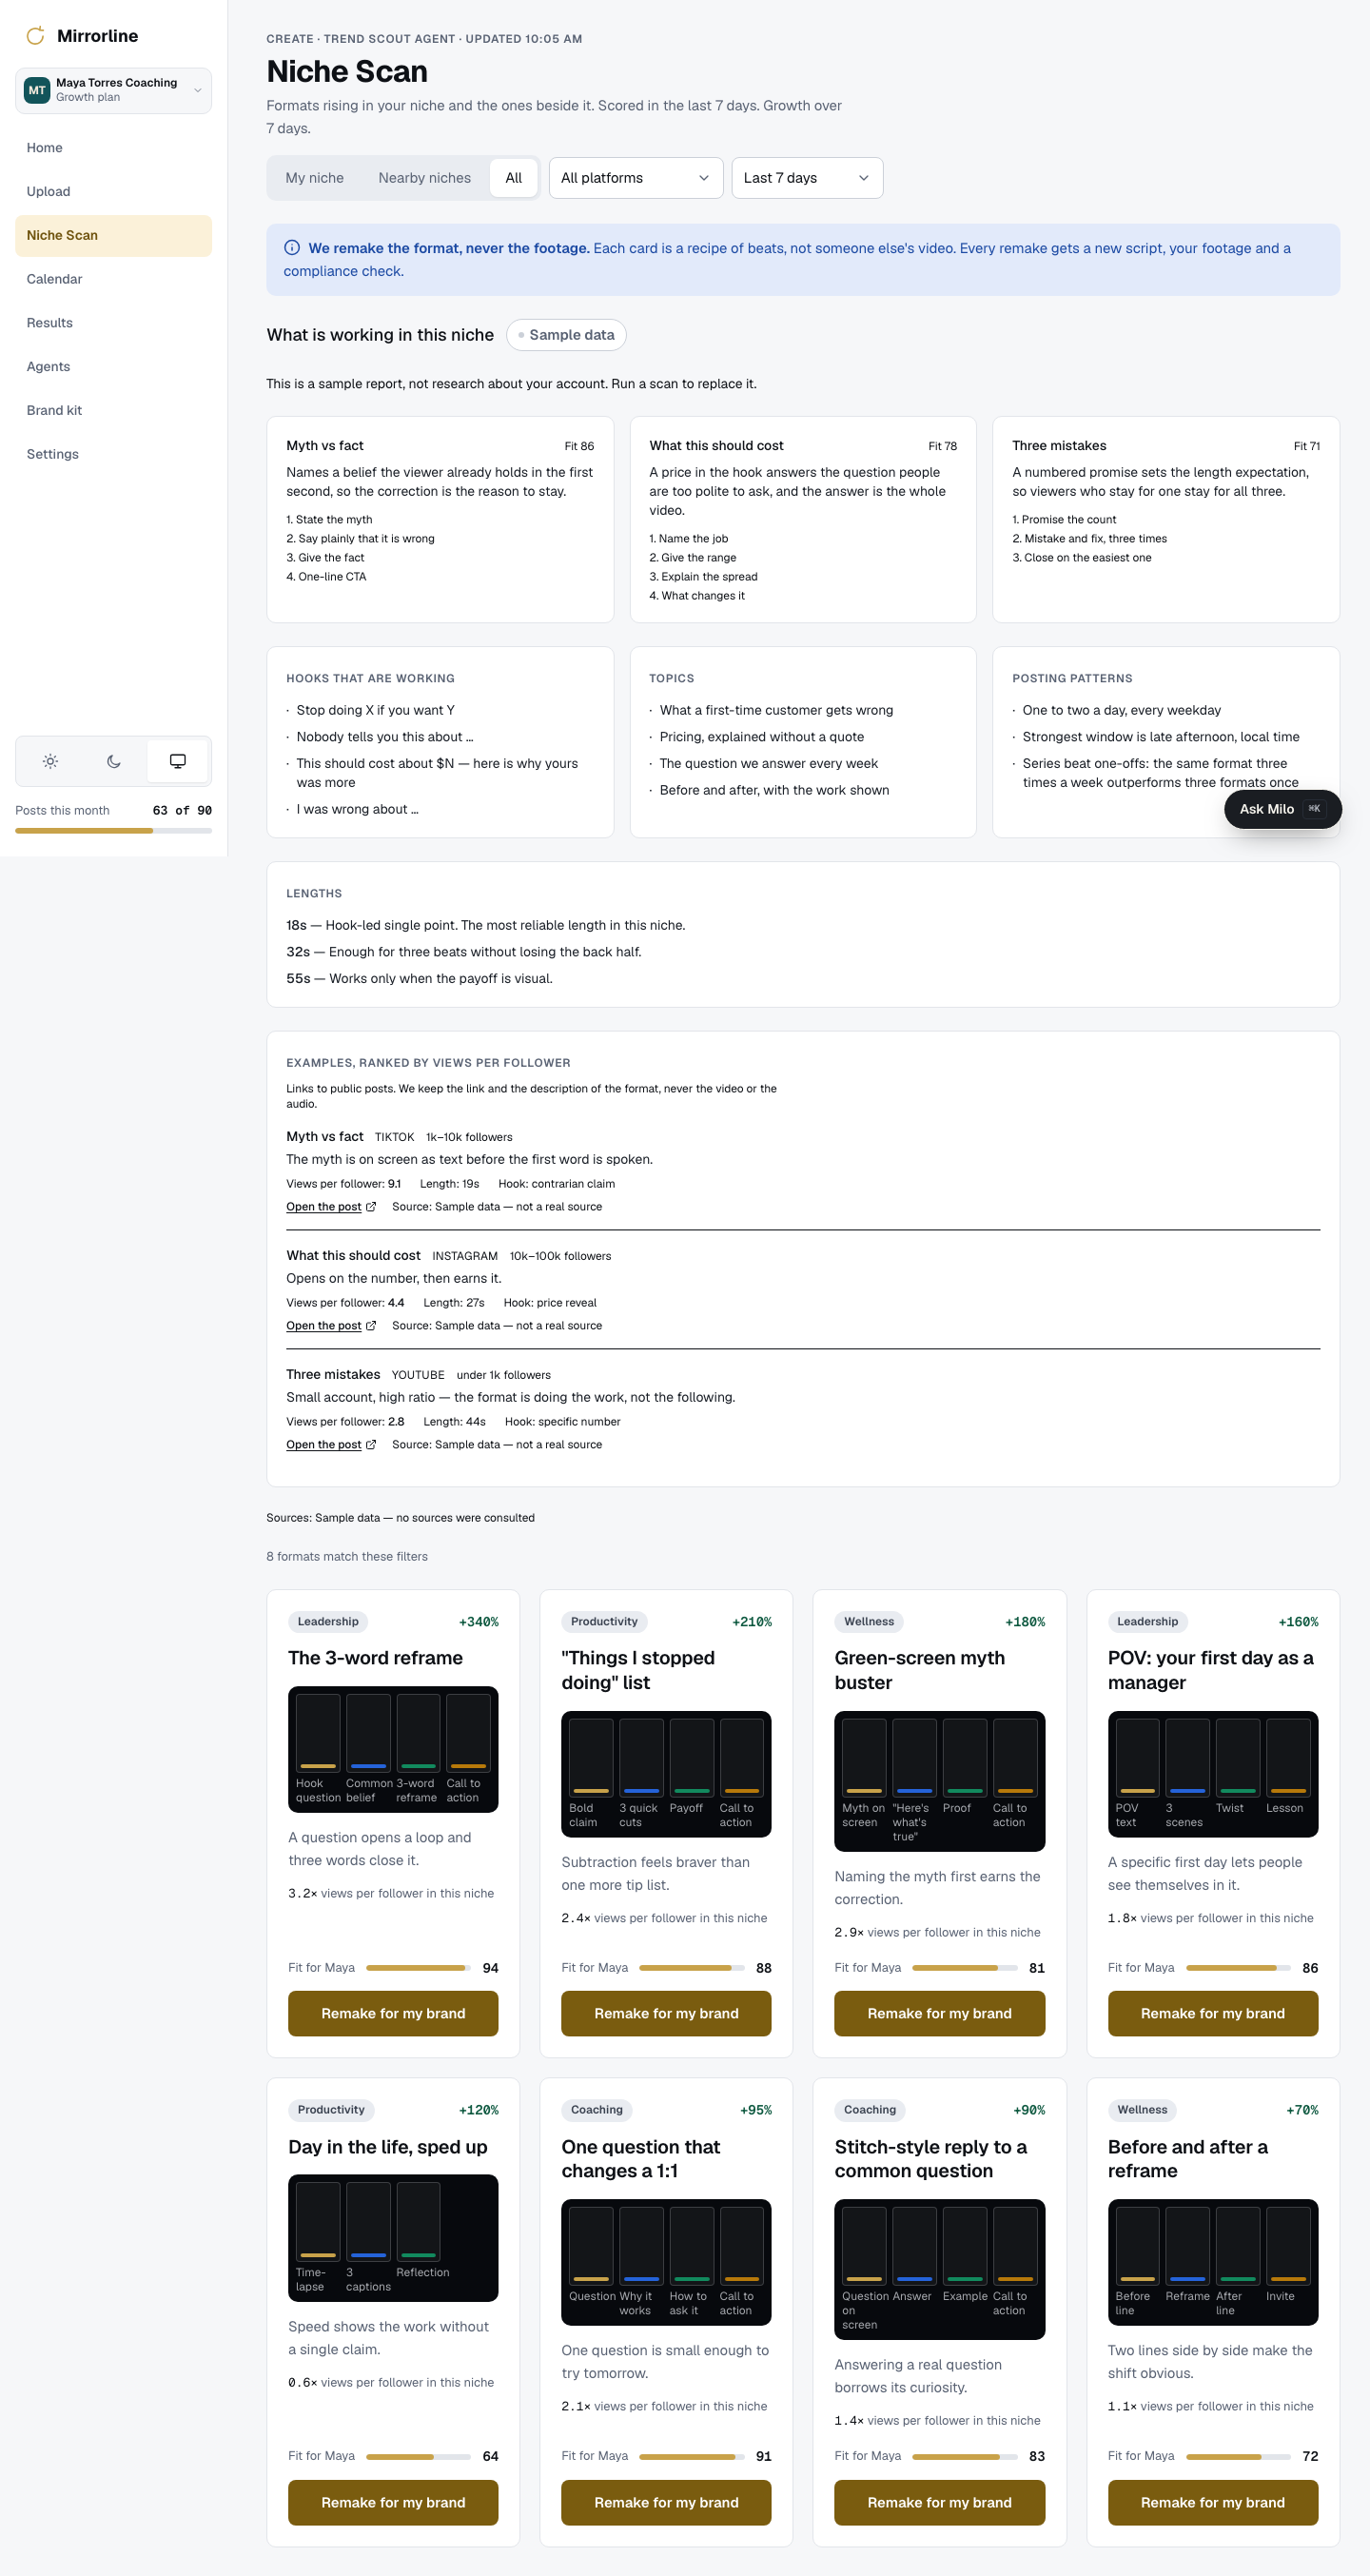 Mirrorline
MT
Maya Torres Coaching
Growth plan
Home
Upload
Niche Scan
Calendar
Results
Agents
Brand kit
Settings
Posts this month 63 of 90
CREATE · TREND SCOUT AGENT · UPDATED 10:05 AM
Niche Scan
Formats rising in your niche and the ones beside it. Scored in the last 7 days. Growth over
7 days.
My niche Nearby niches All All platforms Last 7 days
We remake the format, never the footage. Each card is a recipe of beats, not someone else's video. Every remake gets a new script, your footage and a
compliance check.
What is working in this niche Sample data
This is a sample report, not research about your account. Run a scan to replace it.
Myth vs fact Fit 86
Names a belief the viewer already holds in the first
second, so the correction is the reason to stay.
1. State the myth
2. Say plainly that it is wrong
3. Give the fact
4. One-line CTA
What this should cost Fit 78
A price in the hook answers the question people
are too polite to ask, and the answer is the whole
video.
1. Name the job
2. Give the range
3. Explain the spread
4. What changes it
Three mistakes Fit 71
A numbered promise sets the length expectation,
so viewers who stay for one stay for all three.
1. Promise the count
2. Mistake and fix, three times
3. Close on the easiest one
HOOKS THAT ARE WORKING
· Stop doing X if you want Y
· Nobody tells you this about …
· This should cost about $N — here is why yours
was more
· I was wrong about …
TOPICS
· What a first-time customer gets wrong
· Pricing, explained without a quote
· The question we answer every week
· Before and after, with the work shown
POSTING PATTERNS
· One to two a day, every weekday
· Strongest window is late afternoon, local time
· Series beat one-offs: the same format three
times a week outperforms three formats once
Ask Milo ⌘K
LENGTHS
18s — Hook-led single point. The most reliable length in this niche.
32s — Enough for three beats without losing the back half.
55s — Works only when the payoff is visual.
EXAMPLES, RANKED BY VIEWS PER FOLLOWER
Links to public posts. We keep the link and the description of the format, never the video or the
audio.
Myth vs fact TIKTOK 1k–10k followers
The myth is on screen as text before the first word is spoken.
Views per follower: 9.1 Length: 19s Hook: contrarian claim
Open the post Source: Sample data — not a real source
What this should cost INSTAGRAM 10k–100k followers
Opens on the number, then earns it.
Views per follower: 4.4 Length: 27s Hook: price reveal
Open the post Source: Sample data — not a real source
Three mistakes YOUTUBE under 1k followers
Small account, high ratio — the format is doing the work, not the following.
Views per follower: 2.8 Length: 44s Hook: specific number
Open the post Source: Sample data — not a real source
Sources: Sample data — no sources were consulted
8 formats match these filters
Leadership +340%
The 3-word reframe
Hook
question
Common
belief
3-word
reframe
Call to
action
A question opens a loop and
three words close it.
3.2× views per follower in this niche
Fit for Maya 94
Remake for my brand
Productivity +210%
"Things I stopped
doing" list
Bold
claim
3 quick
cuts
Payoff
Call to
action
Subtraction feels braver than
one more tip list.
2.4× views per follower in this niche
Fit for Maya 88
Remake for my brand
Wellness +180%
Green-screen myth
buster
Myth on
screen
"Here's
what's
true"
Proof
Call to
action
Naming the myth first earns the
correction.
2.9× views per follower in this niche
Fit for Maya 81
Remake for my brand
Leadership +160%
POV: your first day as a
manager
POV
text
3
scenes
Twist
Lesson
A specific first day lets people
see themselves in it.
1.8× views per follower in this niche
Fit for Maya 86
Remake for my brand
Productivity +120%
Day in the life, sped up
Time-
lapse
3
captions
Reflection
Speed shows the work without
a single claim.
0.6× views per follower in this niche
Fit for Maya 64
Remake for my brand
Coaching +95%
One question that
changes a 1:1
Question
Why it
works
How to
ask it
Call to
action
One question is small enough to
try tomorrow.
2.1× views per follower in this niche
Fit for Maya 91
Remake for my brand
Coaching +90%
Stitch-style reply to a
common question
Question
on
screen
Answer
Example
Call to
action
Answering a real question
borrows its curiosity.
1.4× views per follower in this niche
Fit for Maya 83
Remake for my brand
Wellness +70%
Before and after a
reframe
Before
line
Reframe
After
line
Invite
Two lines side by side make the
shift obvious.
1.1× views per follower in this niche
Fit for Maya 72
Remake for my brand